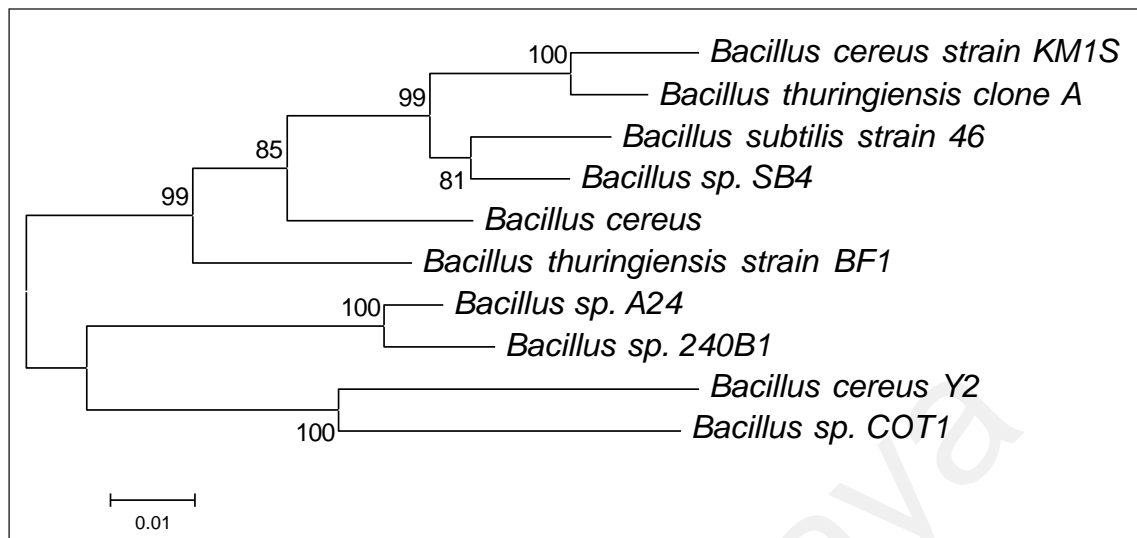 100 Bacillus cereus strain KM1S
Bacillus thuringiensis clone A
99
Bacillus subtilis strain 46
81 Bacillus sp. SB4
85
Bacillus cereus
99
Bacillus thuringiensis strain BF1
100 Bacillus sp. A24
Bacillus sp. 240B1
Bacillus cereus Y2
100 Bacillus sp. COT1
0.01